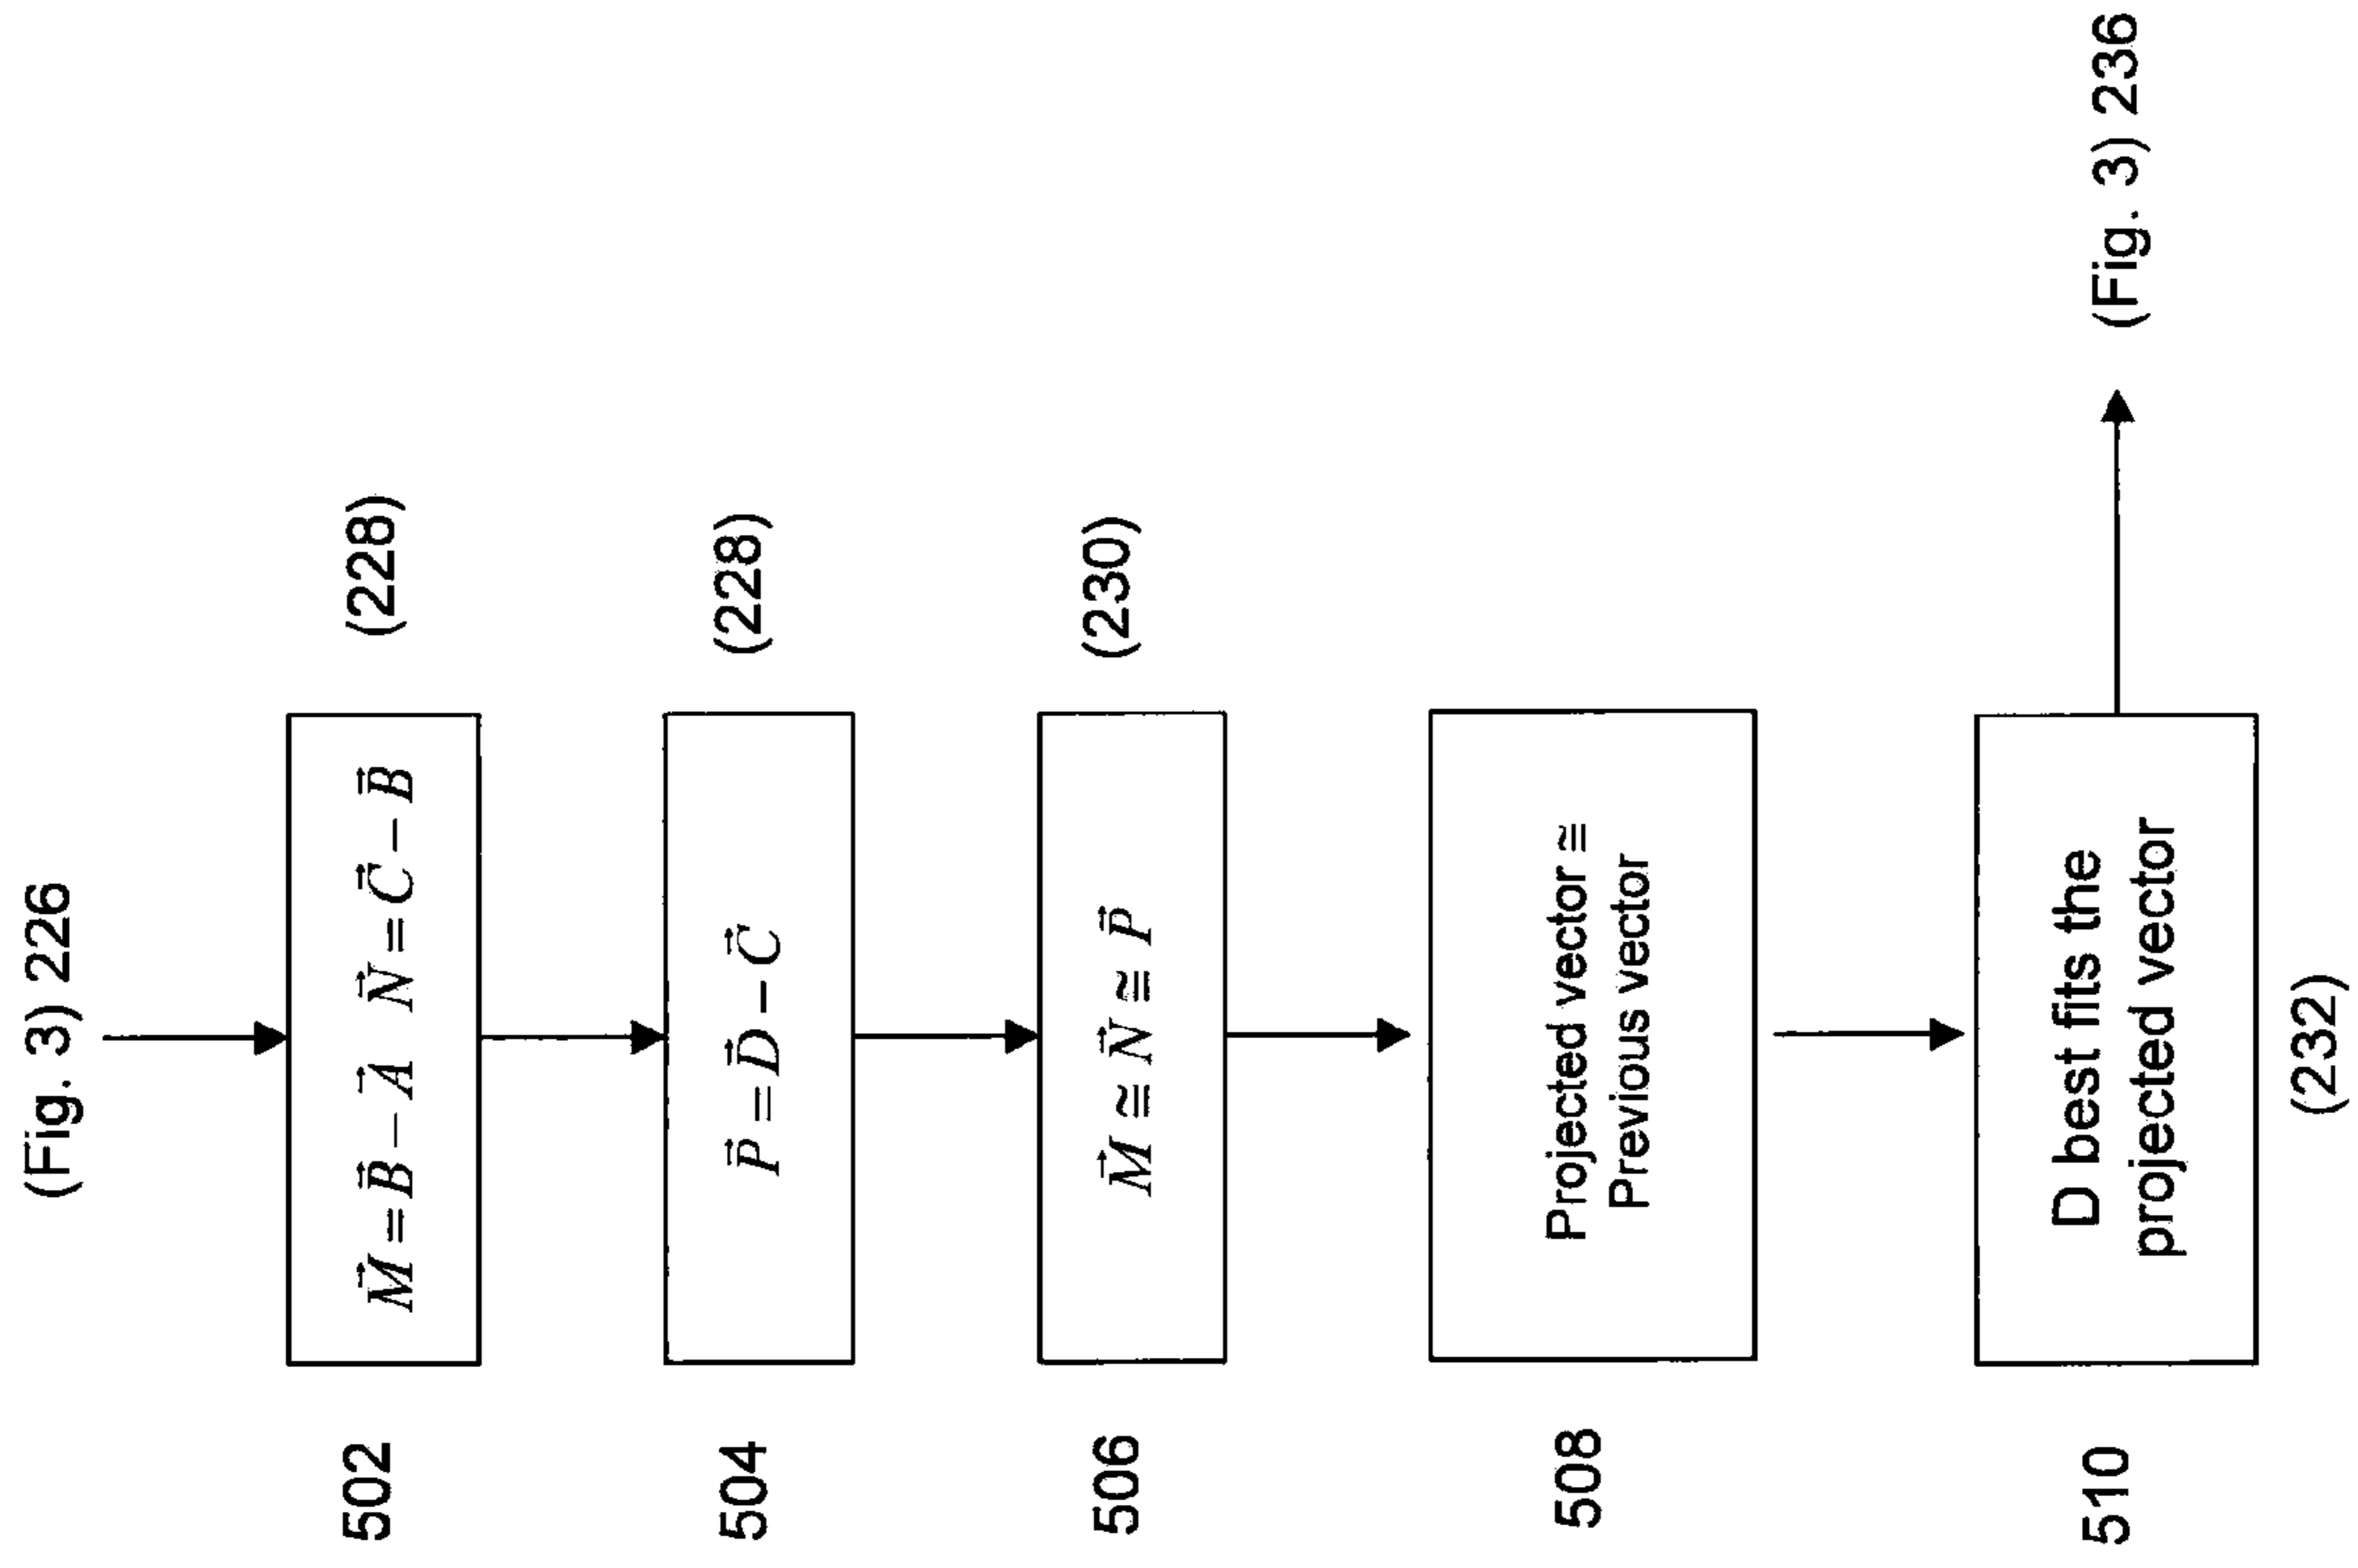 (Fig. 3) 226
502
M⃗ = B⃗ − A⃗ N⃗ = C⃗ − B⃗
(228)
504
P⃗ = D⃗ − C⃗
(228)
506
M⃗ ≅ N⃗ ≅ P⃗
(230)
508
Projected vector ≅
Previous vector
510
D best fits the
projected vector
(232)
(Fig. 3) 236